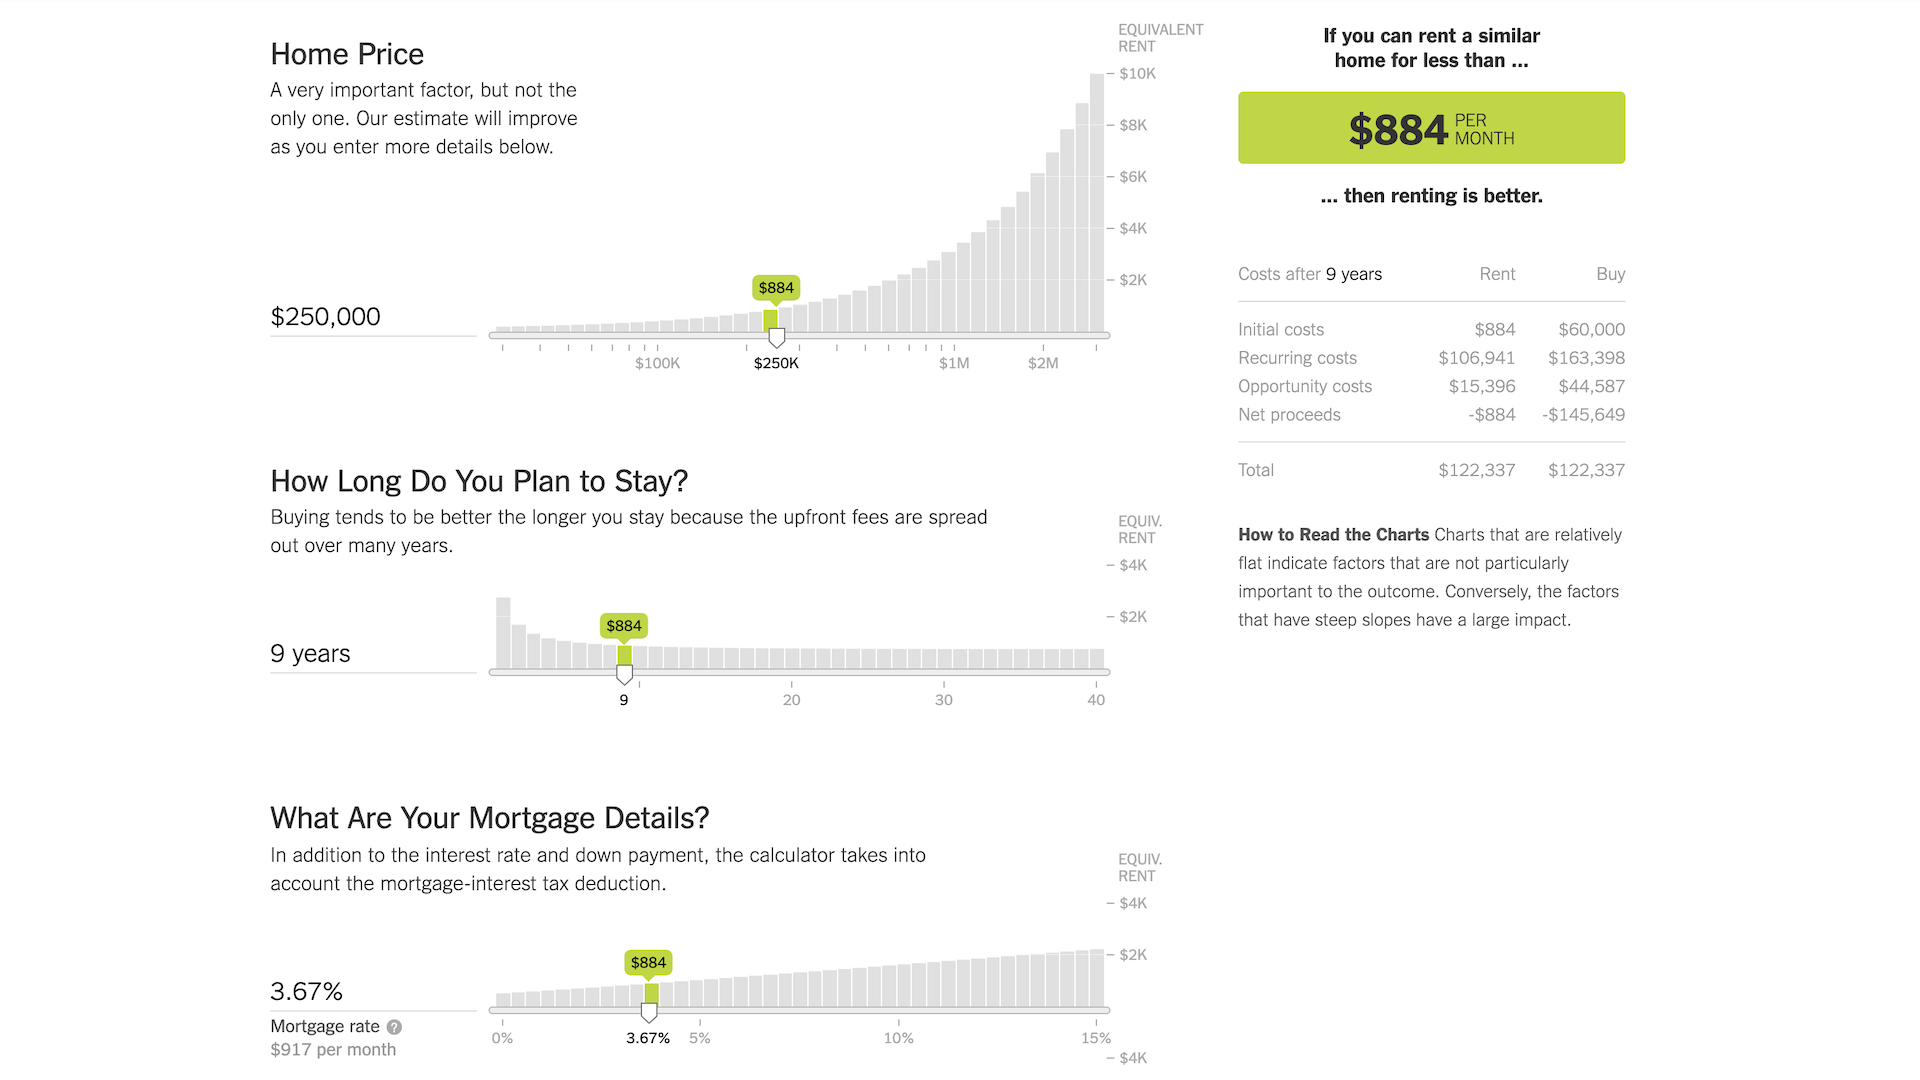 Home Price
A very important factor, but not the
only one. Our estimate will improve
as you enter more details below.
$250,000
EQUIVALENT
RENT
$10K
$8K
$6K
$4K
$2K
$884
$100K
$250K
$1M
$2M
How Long Do You Plan to Stay?
Buying tends to be better the longer you stay because the upfront fees are spread
out over many years.
9 years
EQUIV.
RENT
$4K
$2K
$884
9
20
30
40
What Are Your Mortgage Details?
In addition to the interest rate and down payment, the calculator takes into
account the mortgage-interest tax deduction.
EQUIV.
RENT
$4K
$2K
$884
3.67%
Mortgage rate ?
$917 per month
0%
3.67%
5%
10%
15%
$4K
If you can rent a similar
home for less than ...
$884 PER
MONTH
... then renting is better.
Costs after 9 years Rent Buy
Initial costs $884 $60,000
Recurring costs $106,941 $163,398
Opportunity costs $15,396 $44,587
Net proceeds -$884 -$145,649
Total $122,337 $122,337
How to Read the Charts Charts that are relatively
flat indicate factors that are not particularly
important to the outcome. Conversely, the factors
that have steep slopes have a large impact.